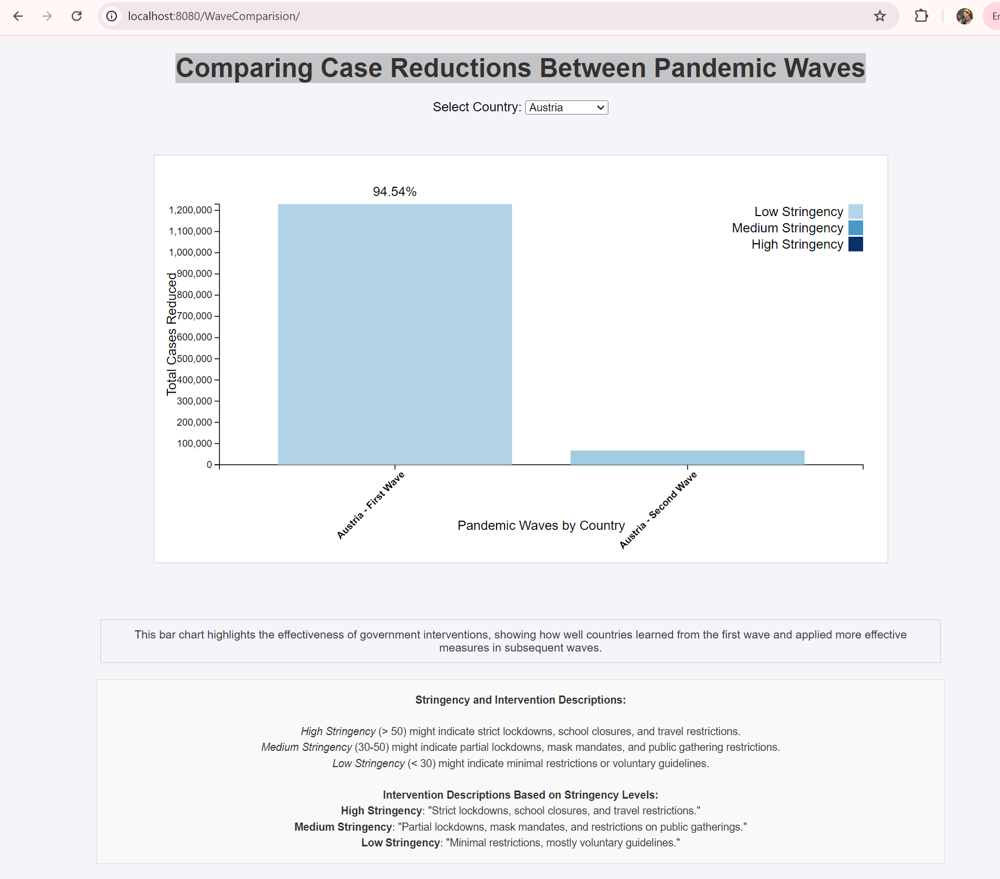 localhost:8080/WaveComparision/
Er
Comparing Case Reductions Between Pandemic Waves
Select Country: Austria
94.54%
1,200,000
1,100,000
1,000,000
900,000
800,000
700,000
600,000
500,000
400,000
300,000
200,000
100,000
0
Total Cases Reduced
Low Stringency
Medium Stringency
High Stringency
Austria - First Wave
Austria - Second Wave
Pandemic Waves by Country
This bar chart highlights the effectiveness of government interventions, showing how well countries learned from the first wave and applied more effective
measures in subsequent waves.
Stringency and Intervention Descriptions:
High Stringency (> 50) might indicate strict lockdowns, school closures, and travel restrictions.
Medium Stringency (30-50) might indicate partial lockdowns, mask mandates, and public gathering restrictions.
Low Stringency (< 30) might indicate minimal restrictions or voluntary guidelines.
Intervention Descriptions Based on Stringency Levels:
High Stringency: "Strict lockdowns, school closures, and travel restrictions."
Medium Stringency: "Partial lockdowns, mask mandates, and restrictions on public gatherings."
Low Stringency: "Minimal restrictions, mostly voluntary guidelines."